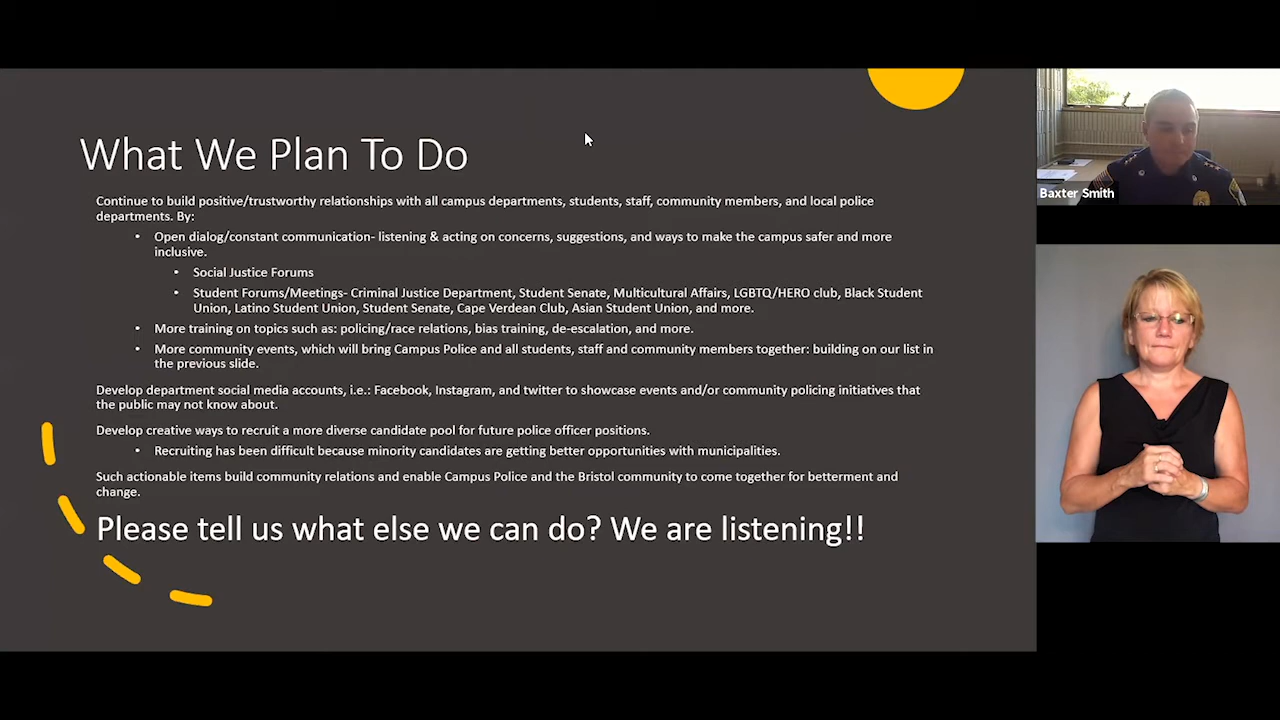 What We Plan To Do
Continue to build positive/trustworthy relationships with all campus departments, students, staff, community members, and local police
departments. By:
• Open dialog/constant communication- listening & acting on concerns, suggestions, and ways to make the campus safer and more
inclusive.
• Social Justice Forums
• Student Forums/Meetings- Criminal Justice Department, Student Senate, Multicultural Affairs, LGBTQ/HERO club, Black Student
Union, Latino Student Union, Student Senate, Cape Verdean Club, Asian Student Union, and more.
• More training on topics such as: policing/race relations, bias training, de-escalation, and more.
• More community events, which will bring Campus Police and all students, staff and community members together: building on our list in
the previous slide.
Develop department social media accounts, i.e.: Facebook, Instagram, and twitter to showcase events and/or community policing initiatives that
the public may not know about.
Develop creative ways to recruit a more diverse candidate pool for future police officer positions.
• Recruiting has been difficult because minority candidates are getting better opportunities with municipalities.
Such actionable items build community relations and enable Campus Police and the Bristol community to come together for betterment and
change.
Please tell us what else we can do? We are listening!!
Baxter Smith